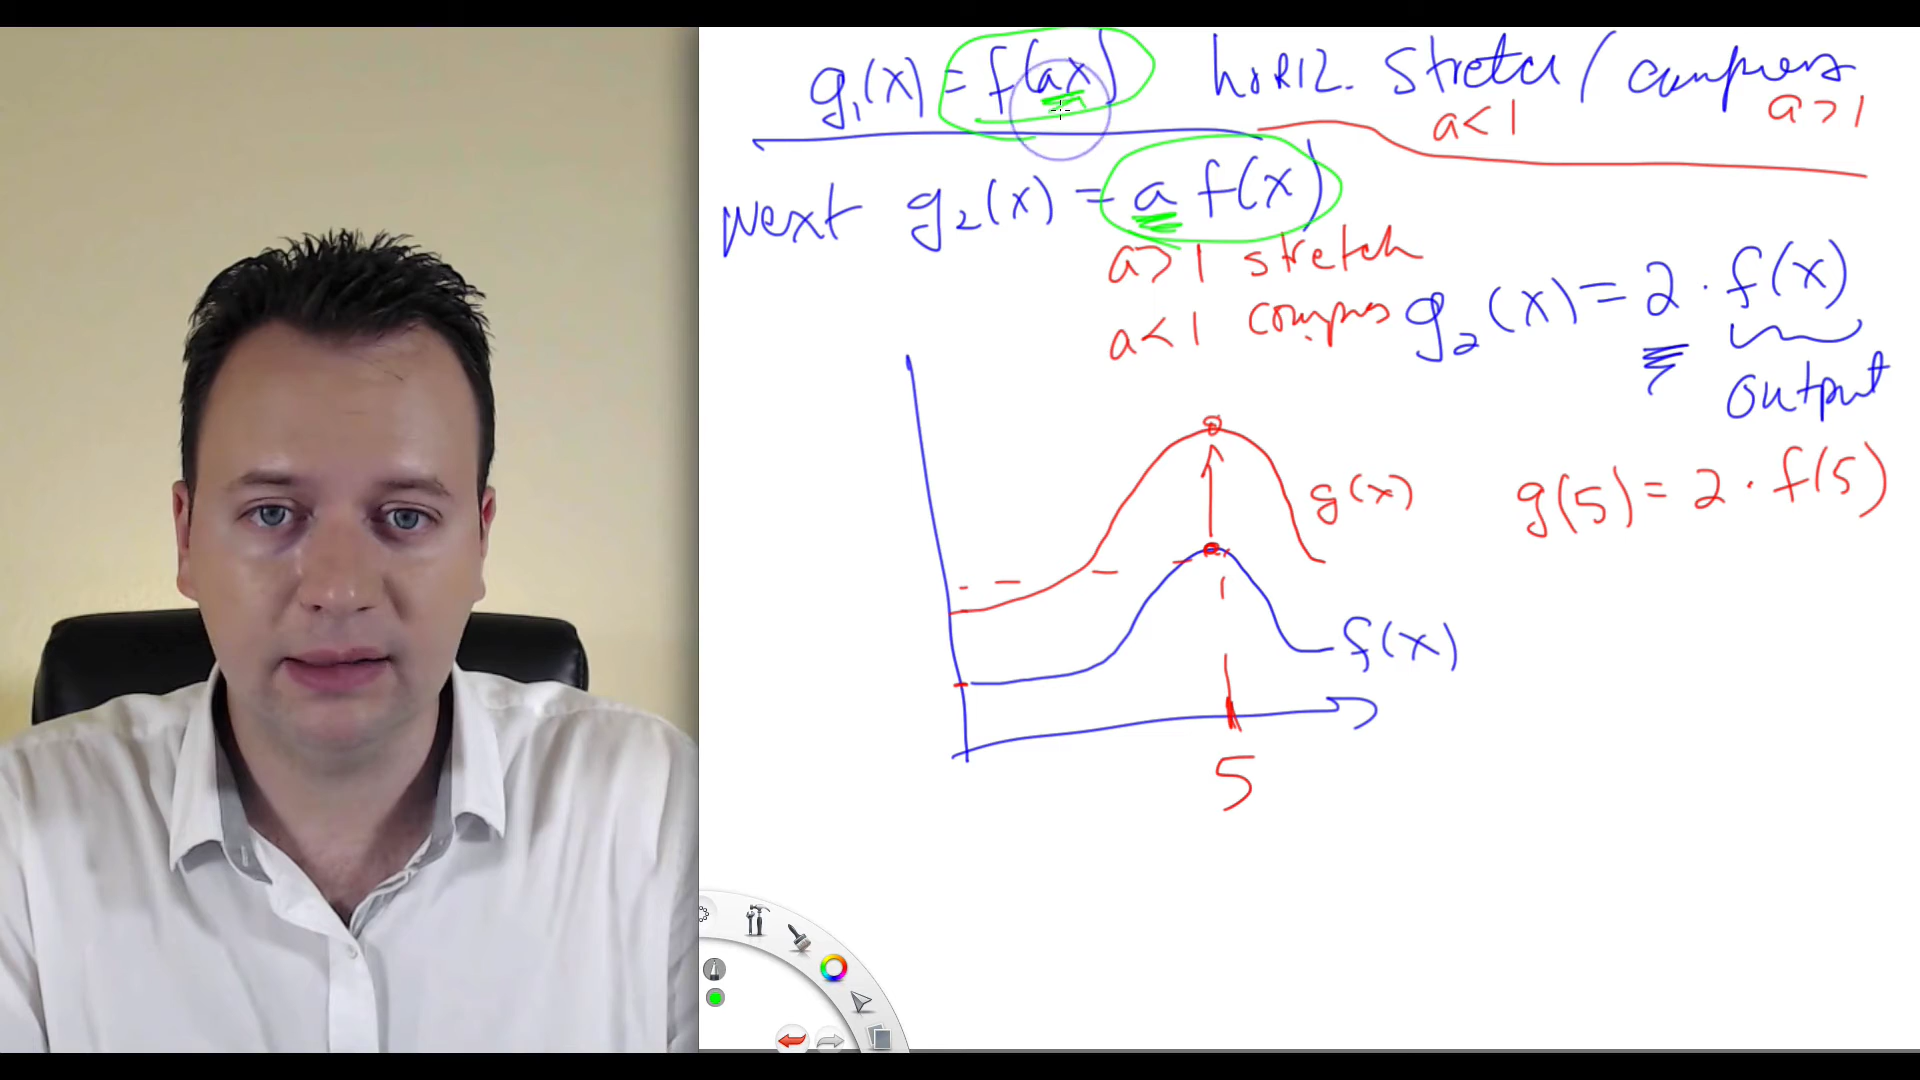 g₁(x) = f(ax) HORIZ. stretch / compress
a<1 a>1
Next g₂(x) = a f(x)
a>1 stretch
a<1 compres
g₂(x) = 2 · f(x)
output
g(x)
g(5) = 2 · f(5)
f(x)
5